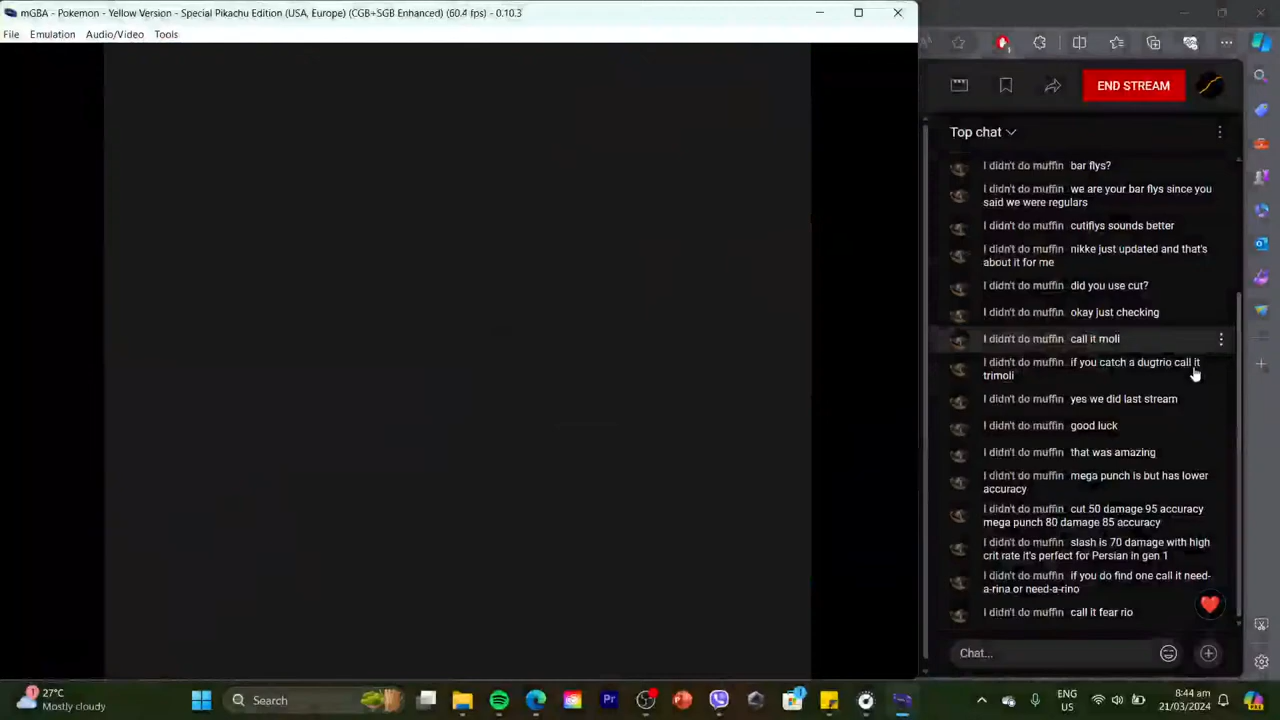 mGBA - Pokemon - Yellow Version - Special Pikachu Edition (USA, Europe) (CGB+SGB Enhanced) (60.4 fps) - 0.10.3
File Emulation Audio/Video Tools
END STREAM
Top chat
I didn't do muffin bar flys?
I didn't do muffin we are your bar flys since you
said we were regulars
I didn't do muffin cutiflys sounds better
I didn't do muffin nikke just updated and that's
about it for me
I didn't do muffin did you use cut?
I didn't do muffin okay just checking
I didn't do muffin call it moli
I didn't do muffin if you catch a dugtrio call it
trimoli
I didn't do muffin yes we did last stream
I didn't do muffin good luck
I didn't do muffin that was amazing
I didn't do muffin mega punch is but has lower
accuracy
I didn't do muffin cut 50 damage 95 accuracy
mega punch 80 damage 85 accuracy
I didn't do muffin slash is 70 damage with high
crit rate it's perfect for Persian in gen 1
I didn't do muffin if you do find one call it need-
a-rina or need-a-rino
I didn't do muffin call it fear rio
Chat...
1
27°C
Mostly cloudy
Search
Pr
ENG
US
8:44 am
21/03/2024